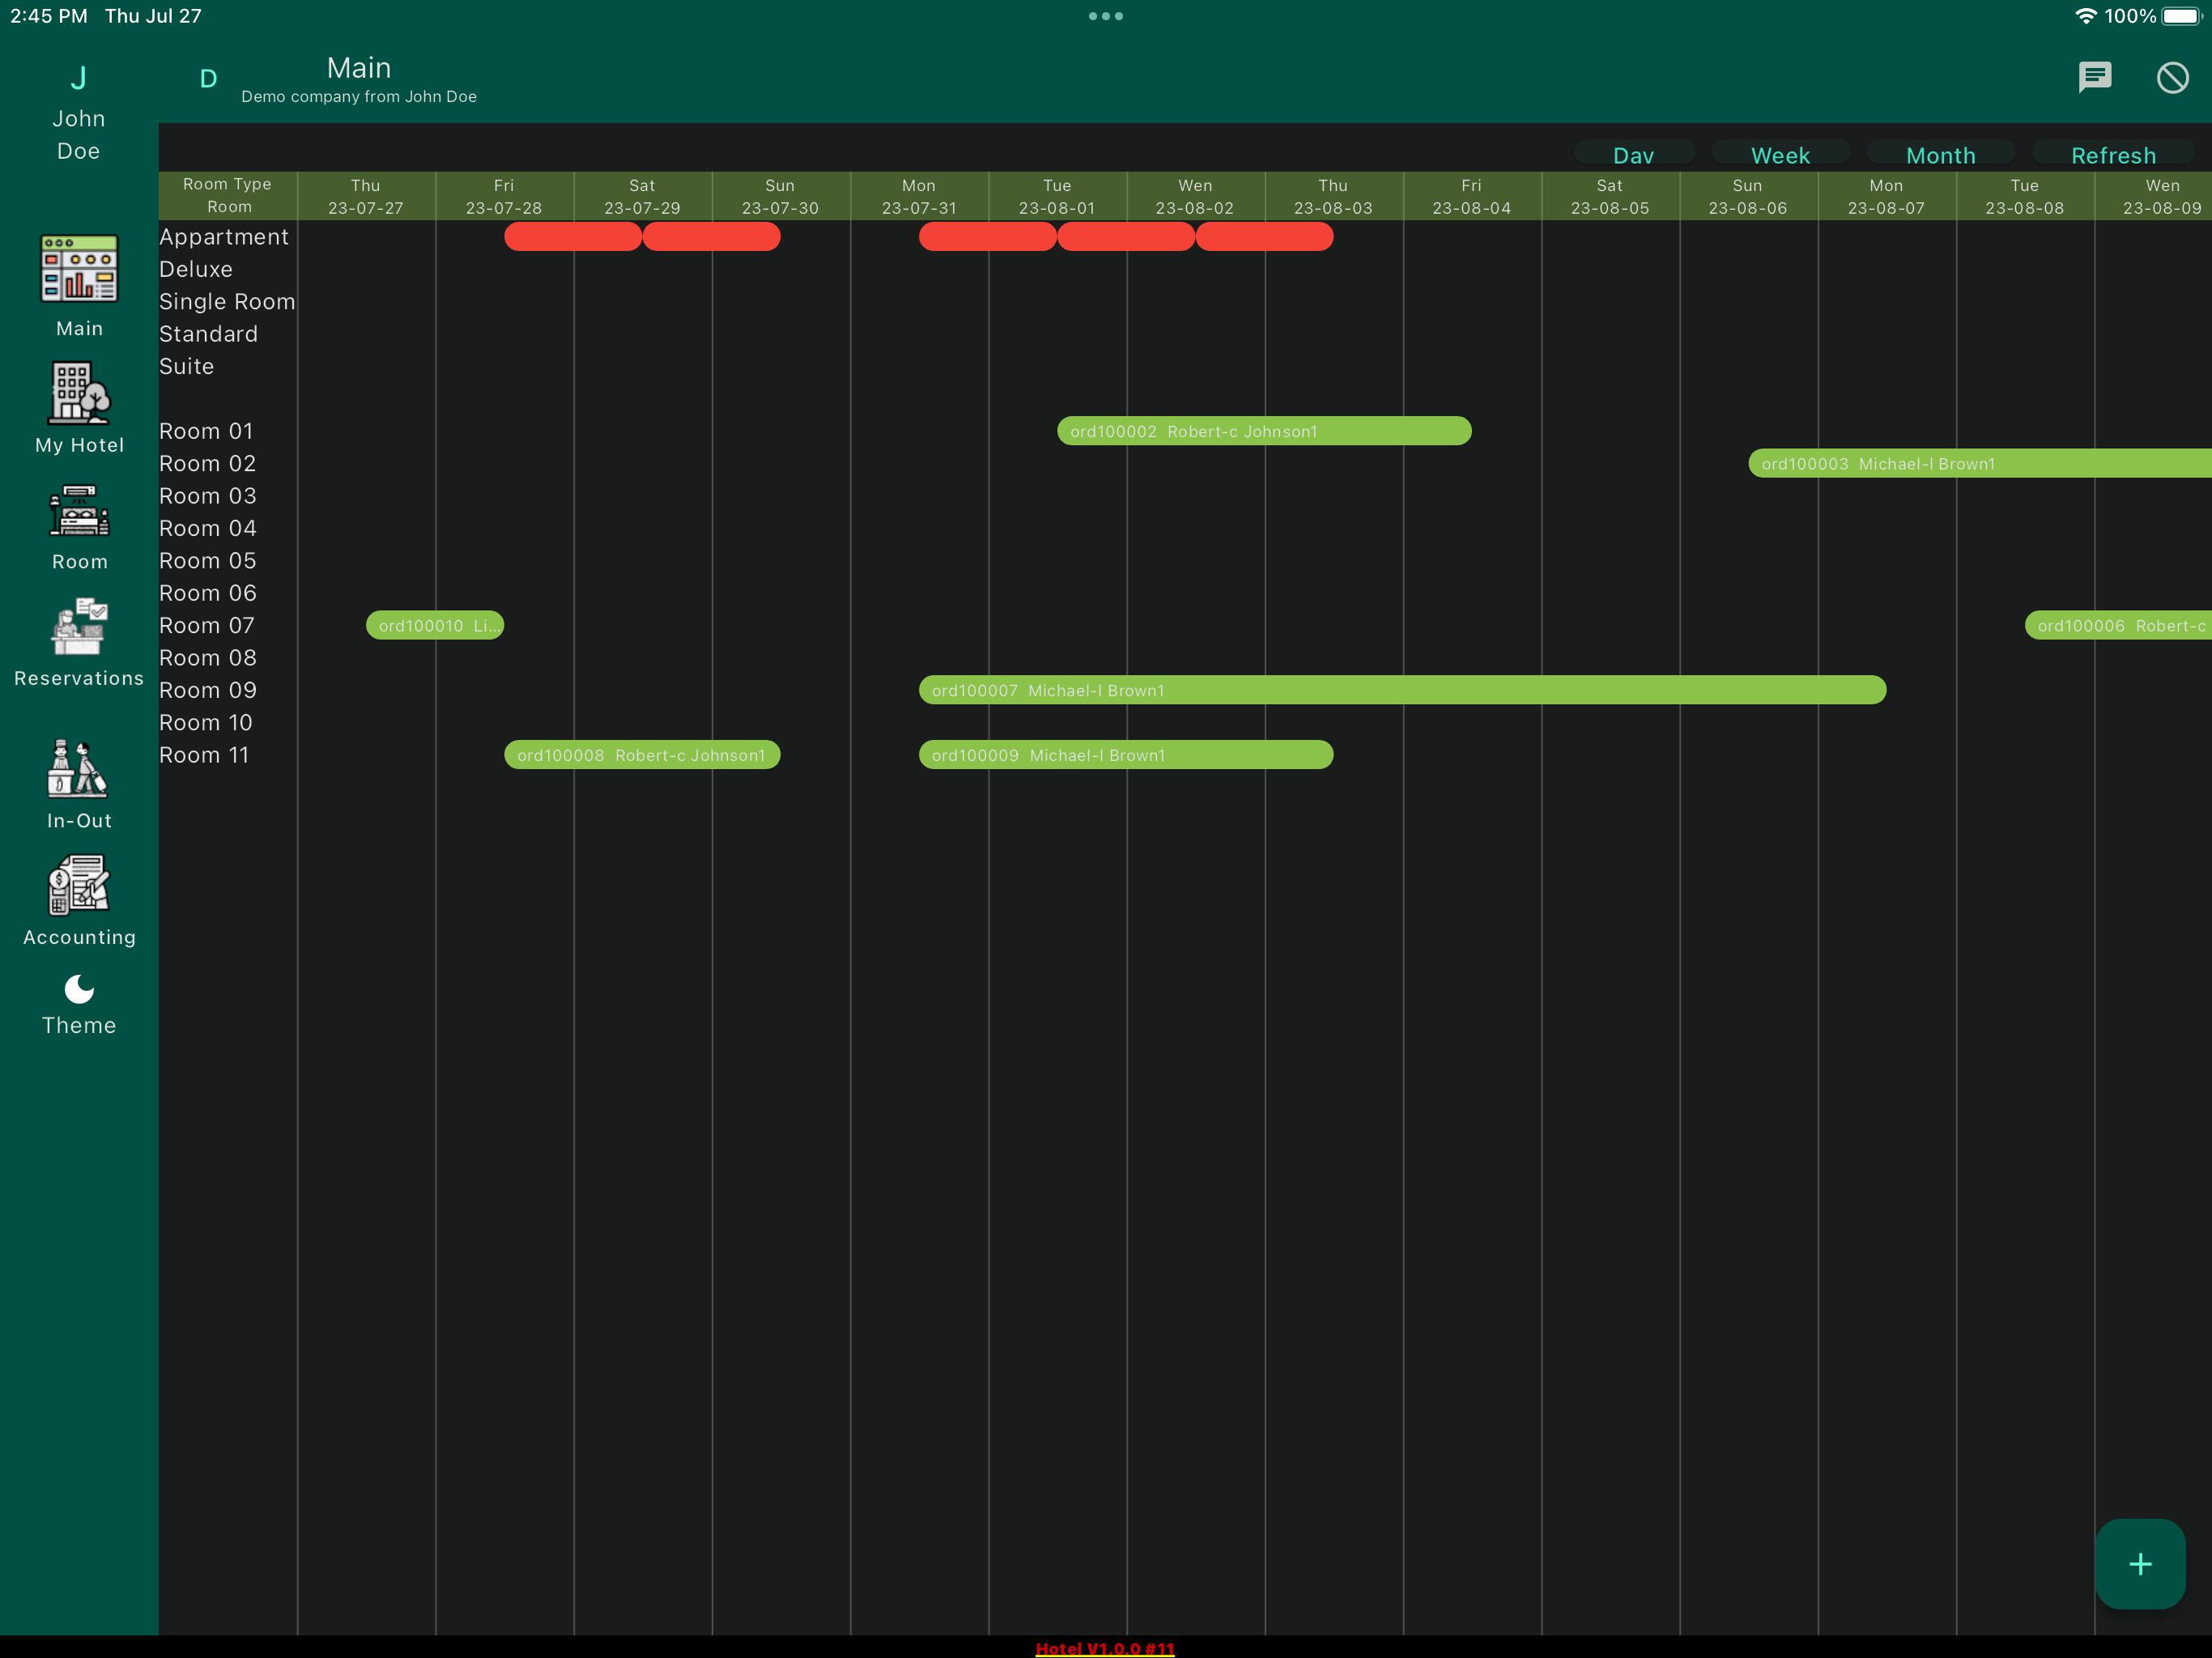 2:45 PM Thu Jul 27
100%
J
John
Doe
D
Main
Demo company from John Doe
Day Week Month Refresh
Room Type
Room
Thu Fri Sat Sun Mon Tue Wen Thu Fri Sat Sun Mon Tue Wen
23-07-27 23-07-28 23-07-29 23-07-30 23-07-31 23-08-01 23-08-02 23-08-03 23-08-04 23-08-05 23-08-06 23-08-07 23-08-08 23-08-09
Appartment
Deluxe
Single Room
Standard
Suite
Room 01 ord100002 Robert-c Johnson1
Room 02 ord100003 Michael-l Brown1
Room 03
Room 04
Room 05
Room 06
Room 07 ord100010 Li... ord100006 Robert-c
Room 08
Room 09 ord100007 Michael-l Brown1
Room 10
Room 11 ord100008 Robert-c Johnson1 ord100009 Michael-l Brown1
Main
My Hotel
Room
Reservations
In-Out
Accounting
Theme
+
Hotel V1.0.0 #11